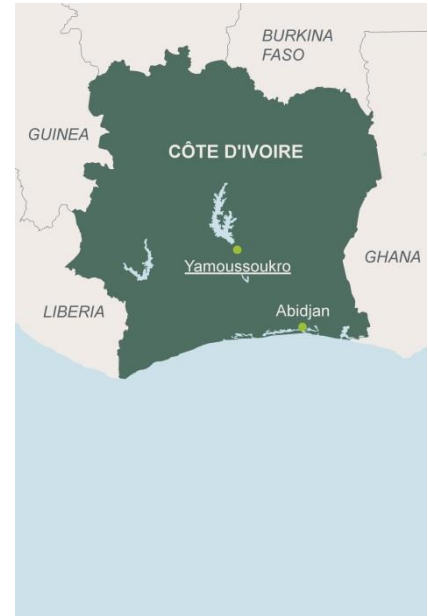 BURKINA
FASO
GUINEA
CÔTE D'IVOIRE
Yamoussoukro
GHANA
Abidjan
LIBERIA